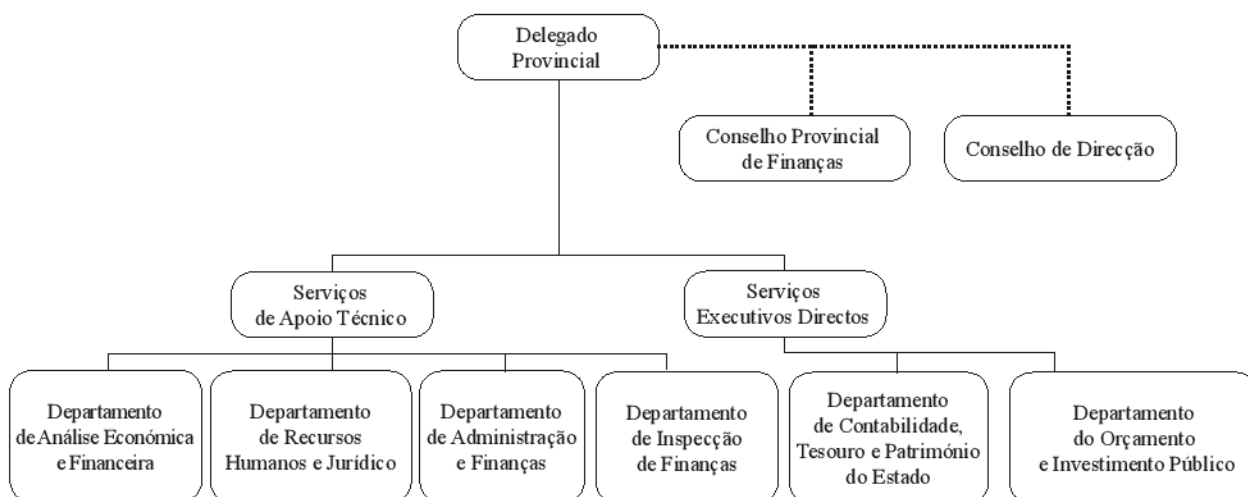 Delegado
Provincial
Conselho Provincial
de Finanças
Conselho de Direcção
Serviços
de Apoio Técnico
Serviços
Executivos Directos
Departamento
de Análise Económica
e Financeira
Departamento
de Recursos
Humanos e Jurídico
Departamento
de Administração
e Finanças
Departamento
de Inspecção
de Finanças
Departamento
de Contabilidade,
Tesouro e Património
do Estado
Departamento
do Orçamento
e Investimento Público